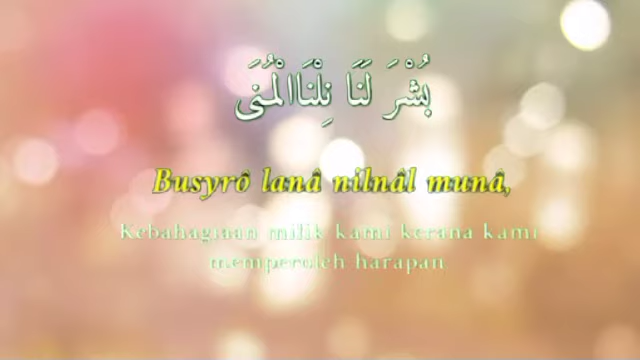 بُشْرَ لَنَا نِلْنَاالْمُنَى
Busyrô lanâ nilnâl munâ,
Kebahagiaan milik kami kerana kami
memperoleh harapan